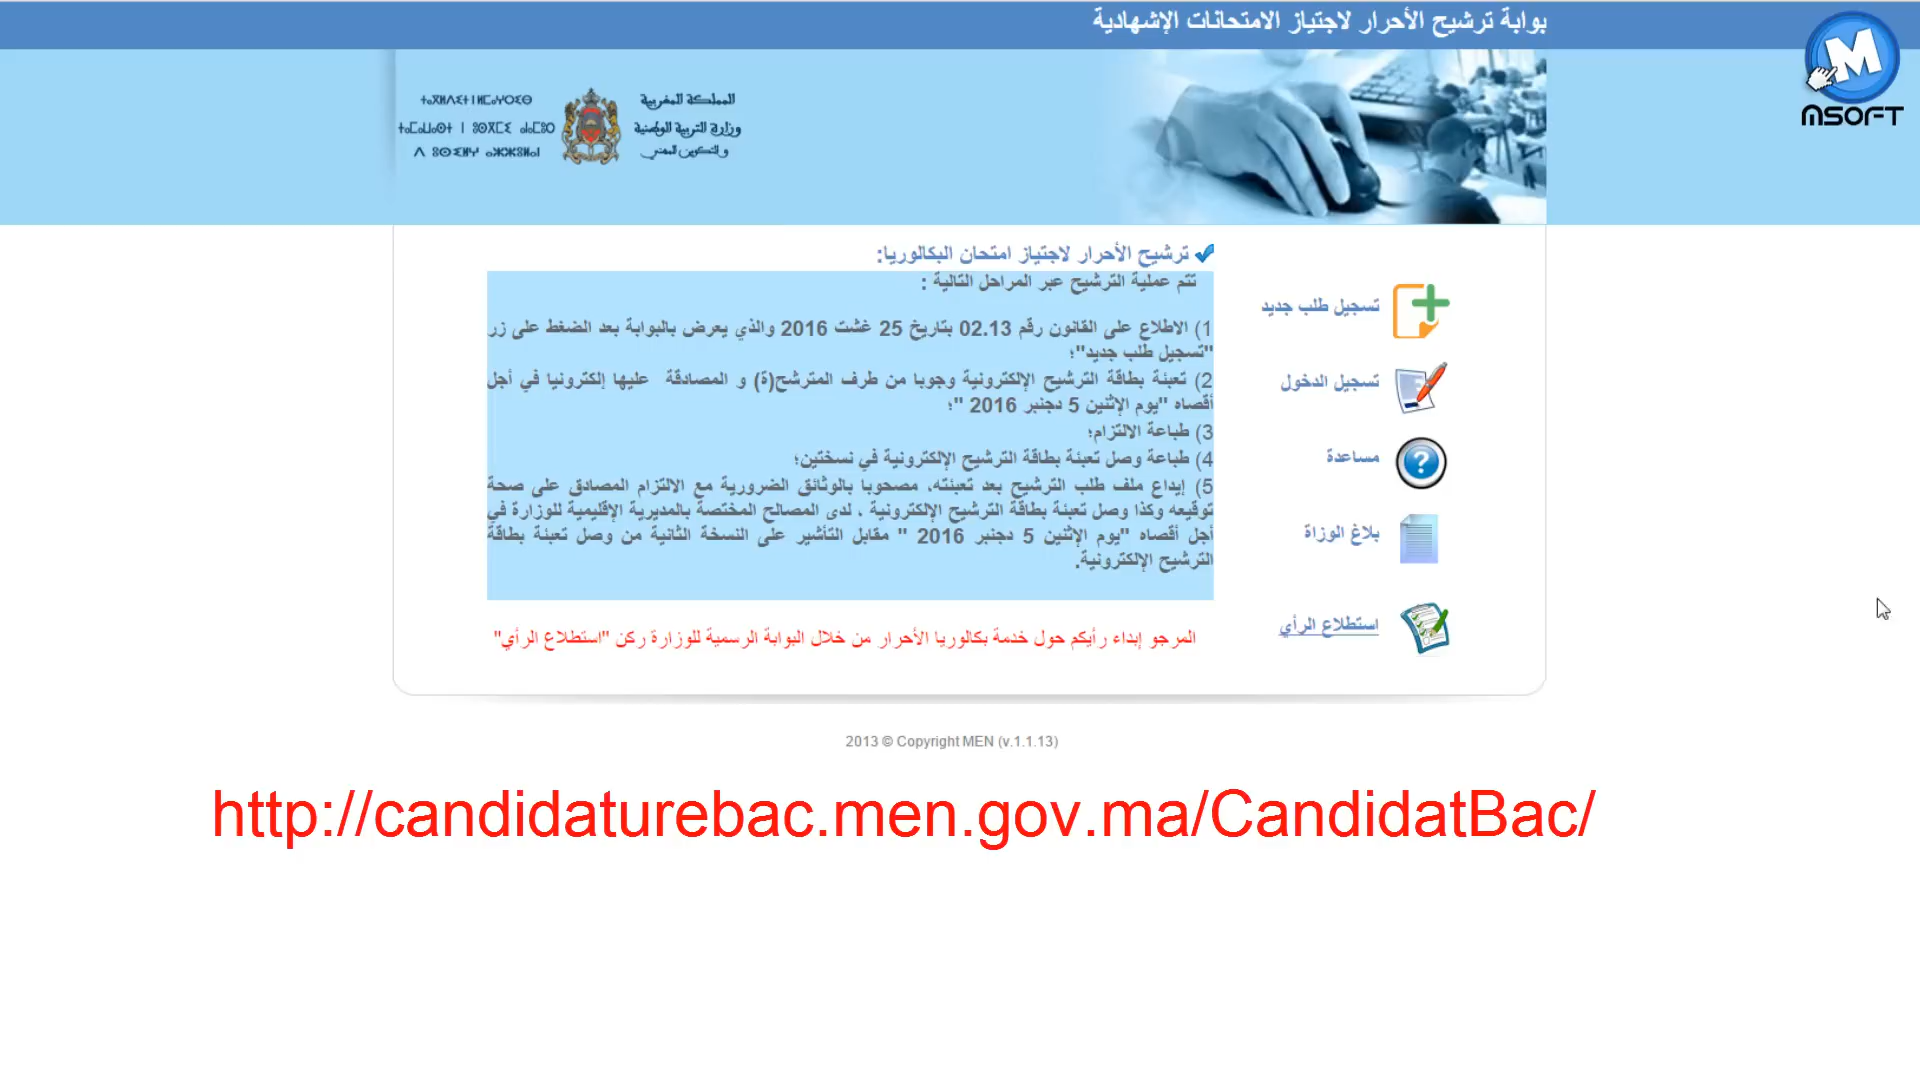 بوابة ترشيح الأحرار لاجتياز الامتحانات الإشهادية
MSOFT
المملكة المغربية
وزارة التربية الوطنية
والتكوين المهني
ⵜⴰⴳⵍⴷⵉⵜ ⵏ ⵍⵎⴰⵖⵔⵉⴱ
ترشيح الأحرار لاجتياز امتحان البكالوريا:
تتم عملية الترشيح عبر المراحل التالية :
1) الاطلاع على القانون رقم 02.13 بتاريخ 25 غشت 2016 والذي يعرض بالبوابة بعد الضغط على زر
"تسجيل طلب جديد"؛
2) تعبئة بطاقة الترشيح الإلكترونية وجوبا من طرف المترشح(ة) و المصادقة عليها إلكترونيا في أجل
أقصاه "يوم الإثنين 5 دجنبر 2016 "؛
3) طباعة الالتزام؛
4) طباعة وصل تعبئة بطاقة الترشيح الإلكترونية في نسختين؛
5) إيداع ملف طلب الترشيح بعد تعبئته، مصحوبا بالوثائق الضرورية مع الالتزام المصادق على صحة
توقيعه وكذا وصل تعبئة بطاقة الترشيح الإلكترونية ، لدى المصالح المختصة بالمديرية الإقليمية للوزارة في
أجل أقصاه "يوم الإثنين 5 دجنبر 2016 " مقابل التأشير على النسخة الثانية من وصل تعبئة بطاقة
الترشيح الإلكترونية.
المرجو إبداء رأيكم حول خدمة بكالوريا الأحرار من خلال البوابة الرسمية للوزارة ركن "استطلاع الرأي"
تسجيل طلب جديد
تسجيل الدخول
مساعدة
بلاغ الوزاة
استطلاع الرأي
2013 © Copyright MEN (v.1.1.13)
http://candidaturebac.men.gov.ma/CandidatBac/